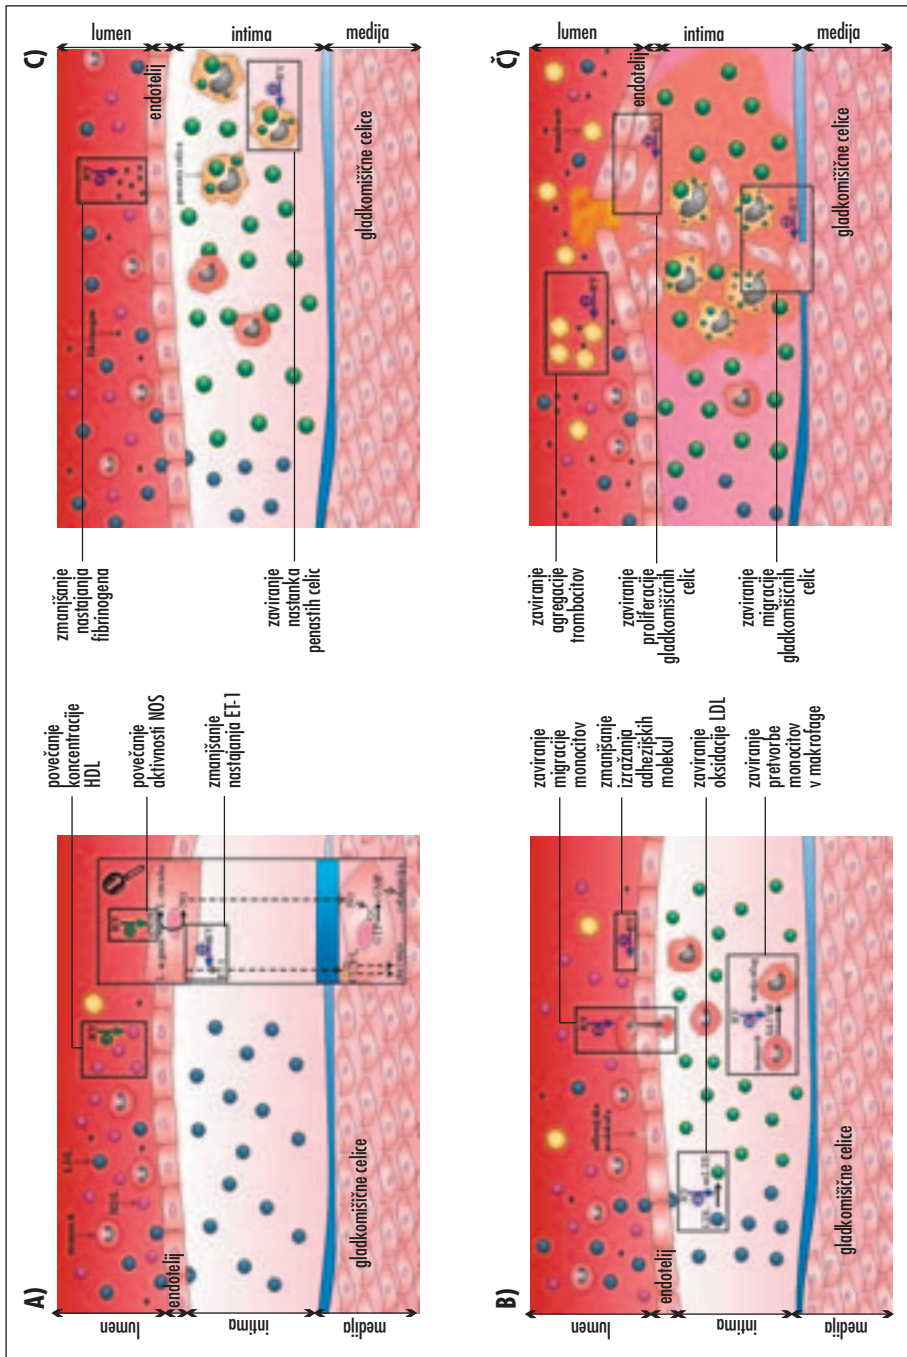 A)
lumen
endotelij
intima
medija
LDL
HDL
gladkomišične celice
povečanje
koncentracije
HDL
povečanje
aktivnosti NOS
zmanjšanje
nastajanja ET-1
B)
lumen
endotelij
intima
medija
gladkomišične celice
zaviranje
migracije
monocitov
zmanjšanje
izražanja
adhezijskih
molekul
zaviranje
oksidacije LDL
zaviranje
pretvorbe
monocitov
v makrofage
C)
lumen
endotelij
intima
medija
gladkomišične celice
zmanjšanje
nastajanja
fibrinogena
zaviranje
nastanka
penastih celic
Č)
lumen
endotelij
intima
medija
gladkomišične celice
zaviranje
agregacije
trombocitov
zaviranje
proliferacije
gladkomišičnih
celic
zaviranje
migracije
gladkomišičnih
celic